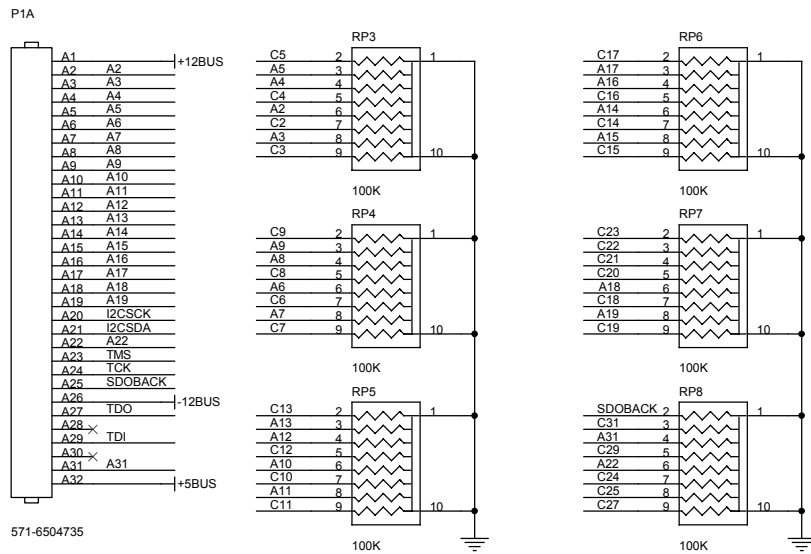 P1A
A1 +12BUS
A2 A2
A3 A3
A4 A4
A5 A5
A6 A6
A7 A7
A8 A8
A9 A9
A10 A10
A11 A11
A12 A12
A13 A13
A14 A14
A15 A15
A16 A16
A17 A17
A18 A18
A19 A19
A20 I2CSCK
A21 I2CSDA
A22 A22
A23 TMS
A24 TCK
A25 SDOBACK
A26 -12BUS
A27 TDO
A28
A29 TDI
A30
A31 A31
A32 +5BUS
571-6504735
RP3
C5 2 1
A5 3
A4 4
C4 5
A2 6
C2 7
A3 8
C3 9 10
100K
RP4
C9 2 1
A9 3
A8 4
C8 5
A6 6
C6 7
A7 8
C7 9 10
100K
RP5
C13 2 1
A13 3
A12 4
C12 5
A10 6
C10 7
A11 8
C11 9 10
100K
RP6
C17 2 1
A17 3
A16 4
C16 5
A14 6
C14 7
A15 8
C15 9 10
100K
RP7
C23 2 1
C22 3
C21 4
C20 5
A18 6
C18 7
A19 8
C19 9 10
100K
RP8
SDOBACK 2 1
C31 3
A31 4
C29 5
A22 6
C24 7
C25 8
C27 9 10
100K